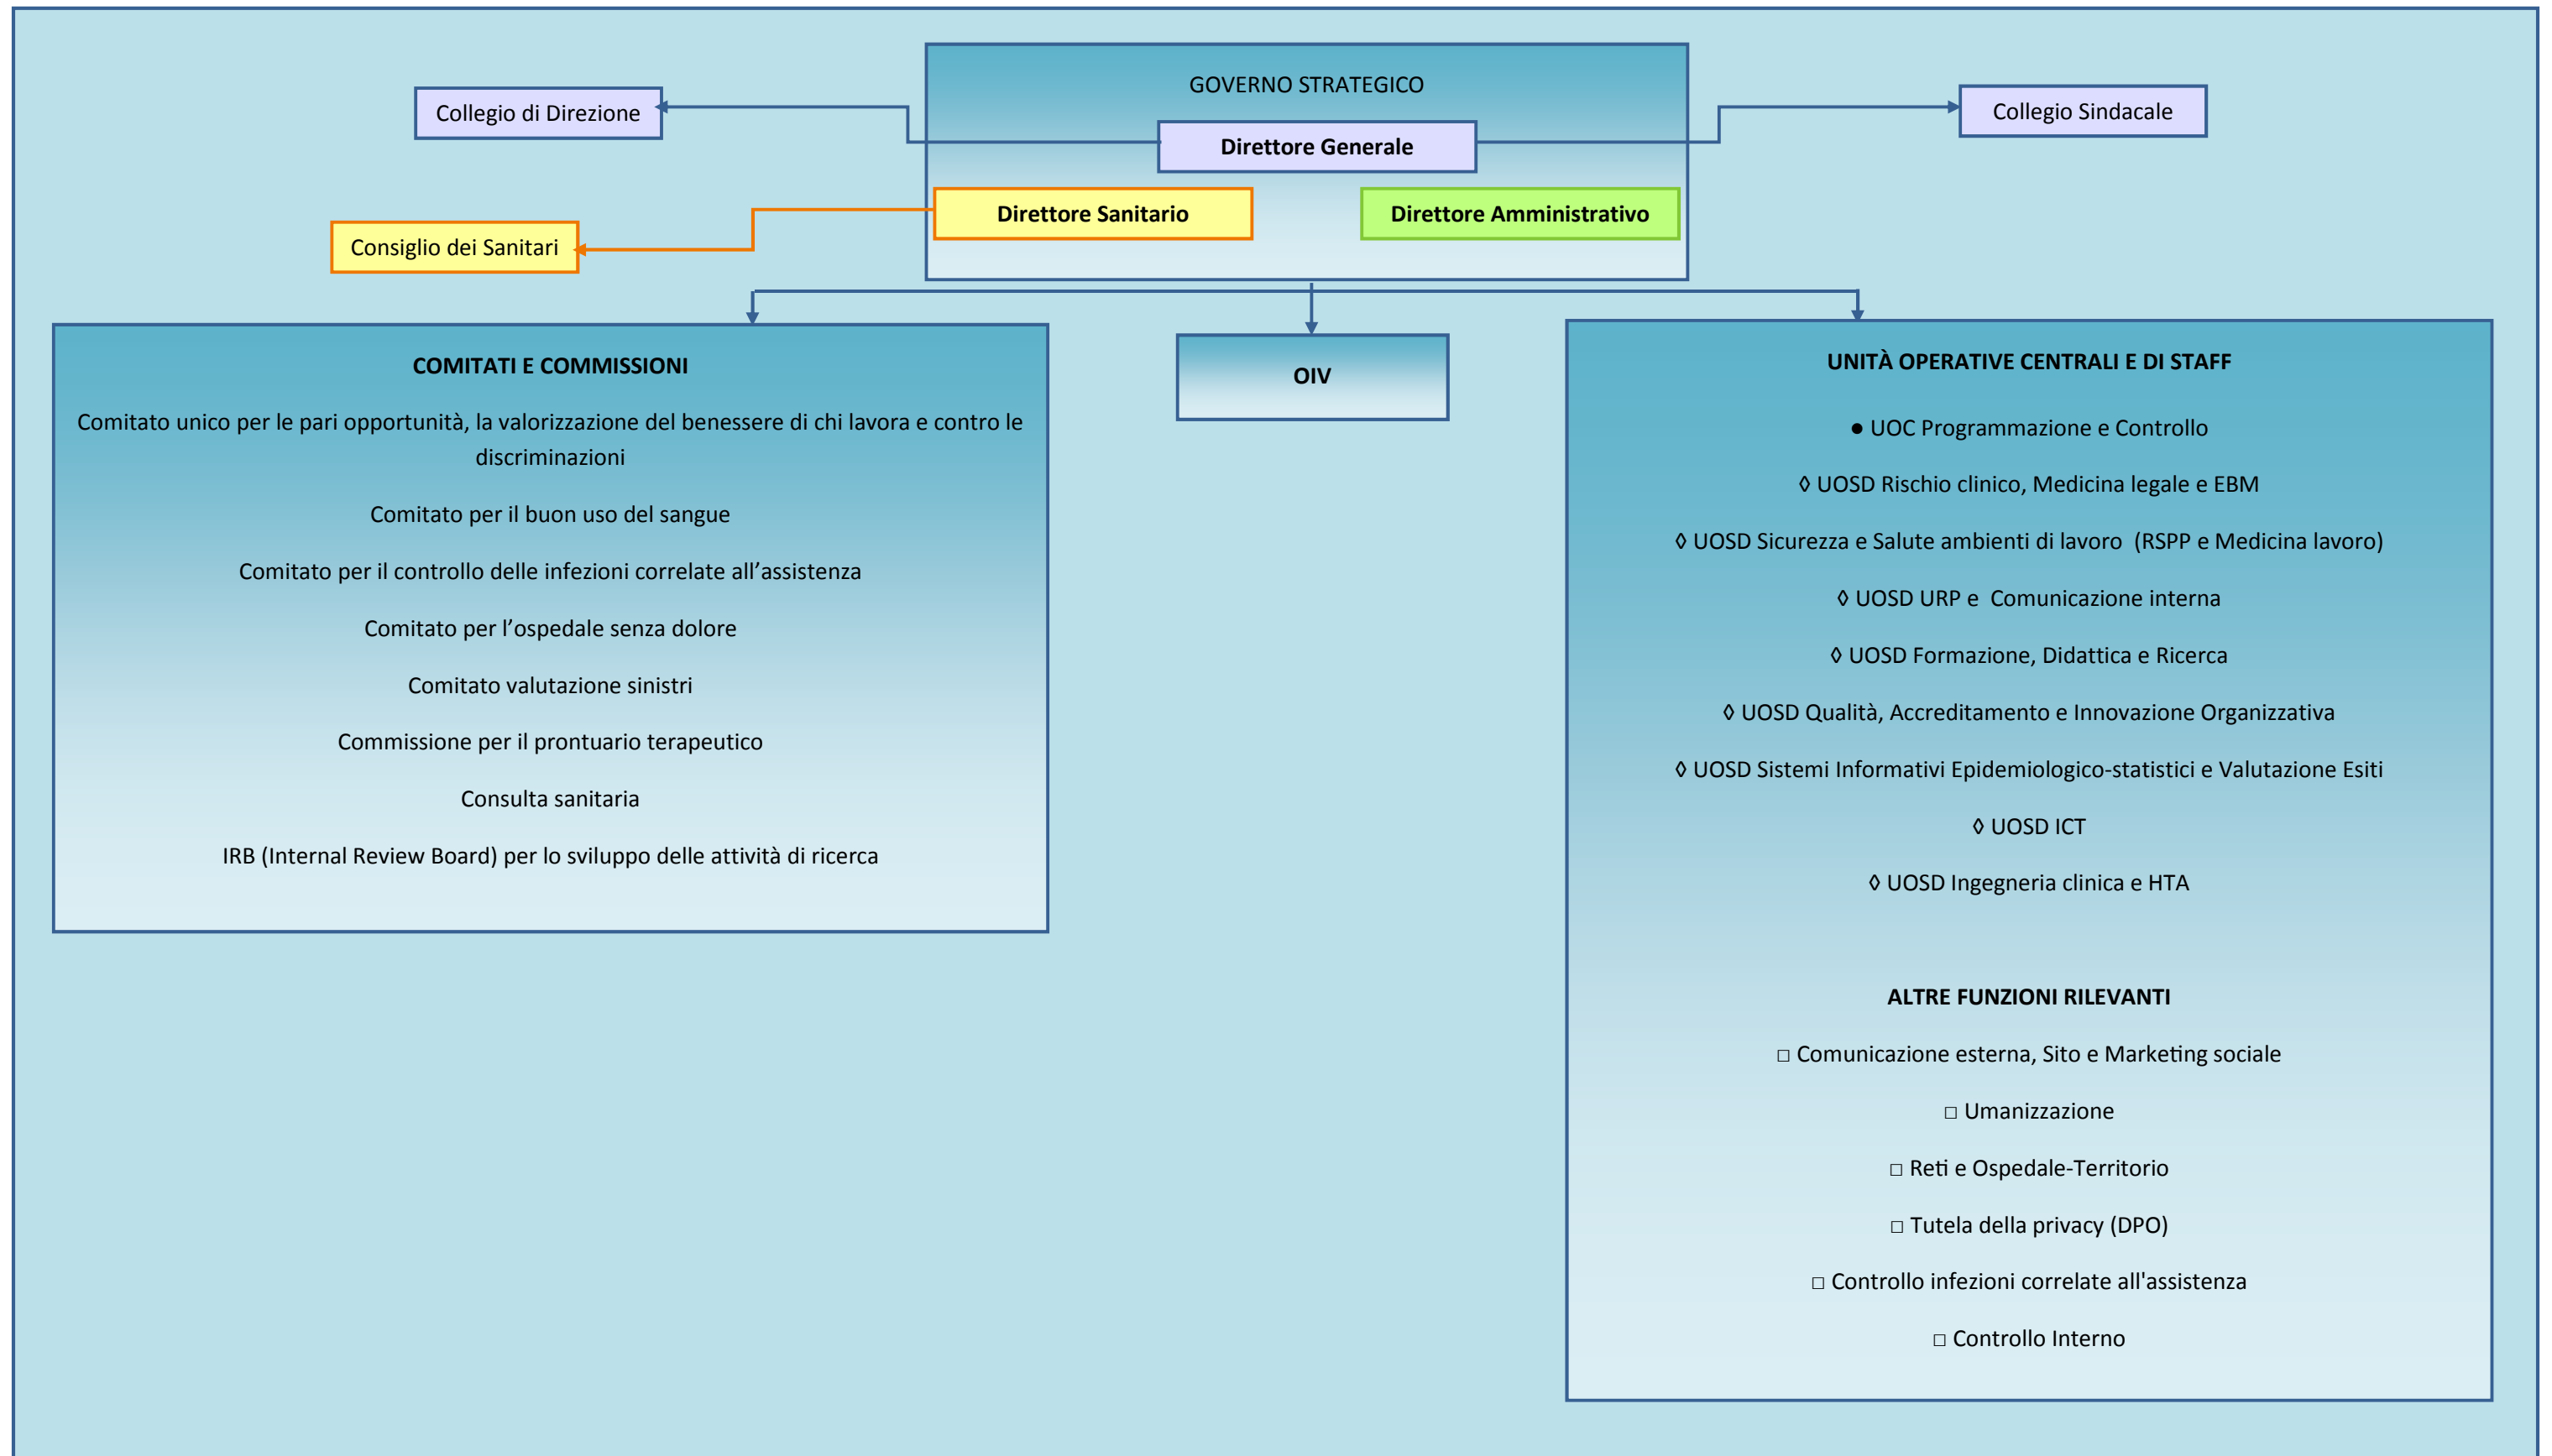 GOVERNO STRATEGICO
Collegio di Direzione
Collegio Sindacale
Direttore Generale
Direttore Sanitario
Direttore Amministrativo
Consiglio dei Sanitari
COMITATI E COMMISSIONI
Comitato unico per le pari opportunità, la valorizzazione del benessere di chi lavora e contro le
discriminazioni
Comitato per il buon uso del sangue
Comitato per il controllo delle infezioni correlate all’assistenza
Comitato per l’ospedale senza dolore
Comitato valutazione sinistri
Commissione per il prontuario terapeutico
Consulta sanitaria
IRB (Internal Review Board) per lo sviluppo delle attività di ricerca
OIV
UNITÀ OPERATIVE CENTRALI E DI STAFF
● UOC Programmazione e Controllo
◊ UOSD Rischio clinico, Medicina legale e EBM
◊ UOSD Sicurezza e Salute ambienti di lavoro  (RSPP e Medicina lavoro)
◊ UOSD URP e  Comunicazione interna
◊ UOSD Formazione, Didattica e Ricerca
◊ UOSD Qualità, Accreditamento e Innovazione Organizzativa
◊ UOSD Sistemi Informativi Epidemiologico-statistici e Valutazione Esiti
◊ UOSD ICT
◊ UOSD Ingegneria clinica e HTA
ALTRE FUNZIONI RILEVANTI
□ Comunicazione esterna, Sito e Marketing sociale
□ Umanizzazione
□ Reti e Ospedale-Territorio
□ Tutela della privacy (DPO)
□ Controllo infezioni correlate all'assistenza
□ Controllo Interno